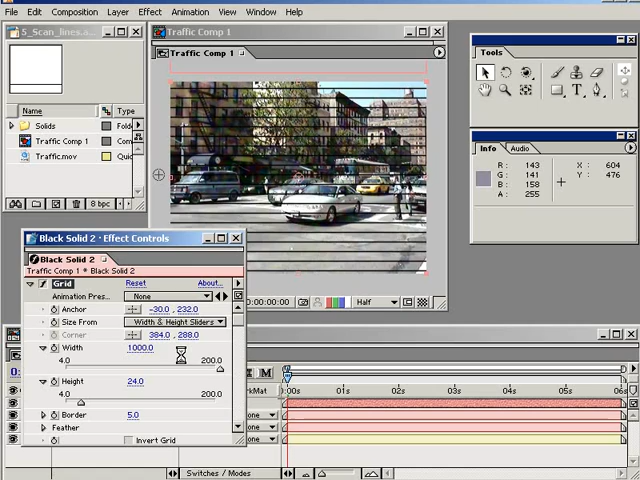 File Edit Composition Layer Effect Animation View Window Help
5_Scan_lines.a...
Name Type
Solids Folde
Traffic Comp 1 Com
Traffic.mov Quic
8 bpc
Traffic Comp 1
Traffic Comp 1
0:00:00:00 Half
Tools
T
Info Audio
R : 143 X : 604
G : 141 Y : 476
B : 158
A : 255
Black Solid 2 · Effect Controls
Black Solid 2
Traffic Comp 1 * Black Solid 2
Grid Reset About...
Animation Pres... None
Anchor -30.0 , 232.0
Size From Width & Height Sliders
Corner 384.0 , 288.0
Width 1000.0
4.0 200.0
Height 24.0
4.0 200.0
Border 5.0
Feather
Invert Grid
M
rkMat :00s 01s 02s 03s 04s 05s 06s
Switches / Modes